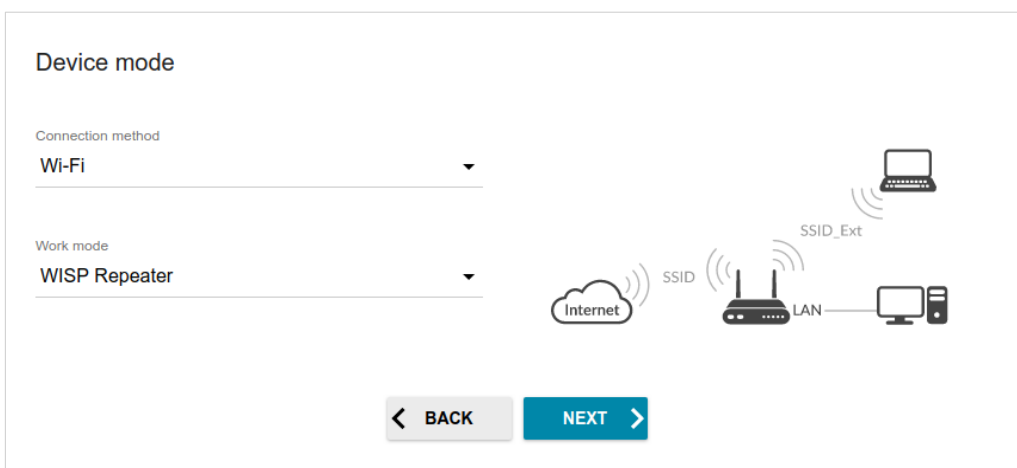 Device mode
Connection method
Wi-Fi
Work mode
WISP Repeater
SSID_Ext
SSID
Internet
LAN
BACK
NEXT